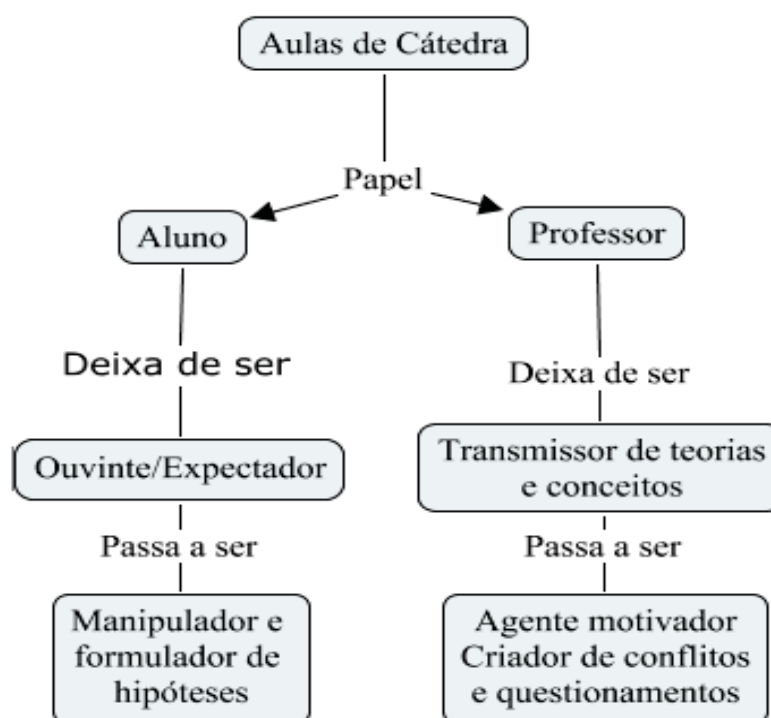 Aulas de Cátedra
Papel
Aluno
Professor
Deixa de ser
Deixa de ser
Ouvinte/Expectador
Transmissor de teorias
e conceitos
Passa a ser
Passa a ser
Manipulador e
formulador de
hipóteses
Agente motivador
Criador de conflitos
e questionamentos